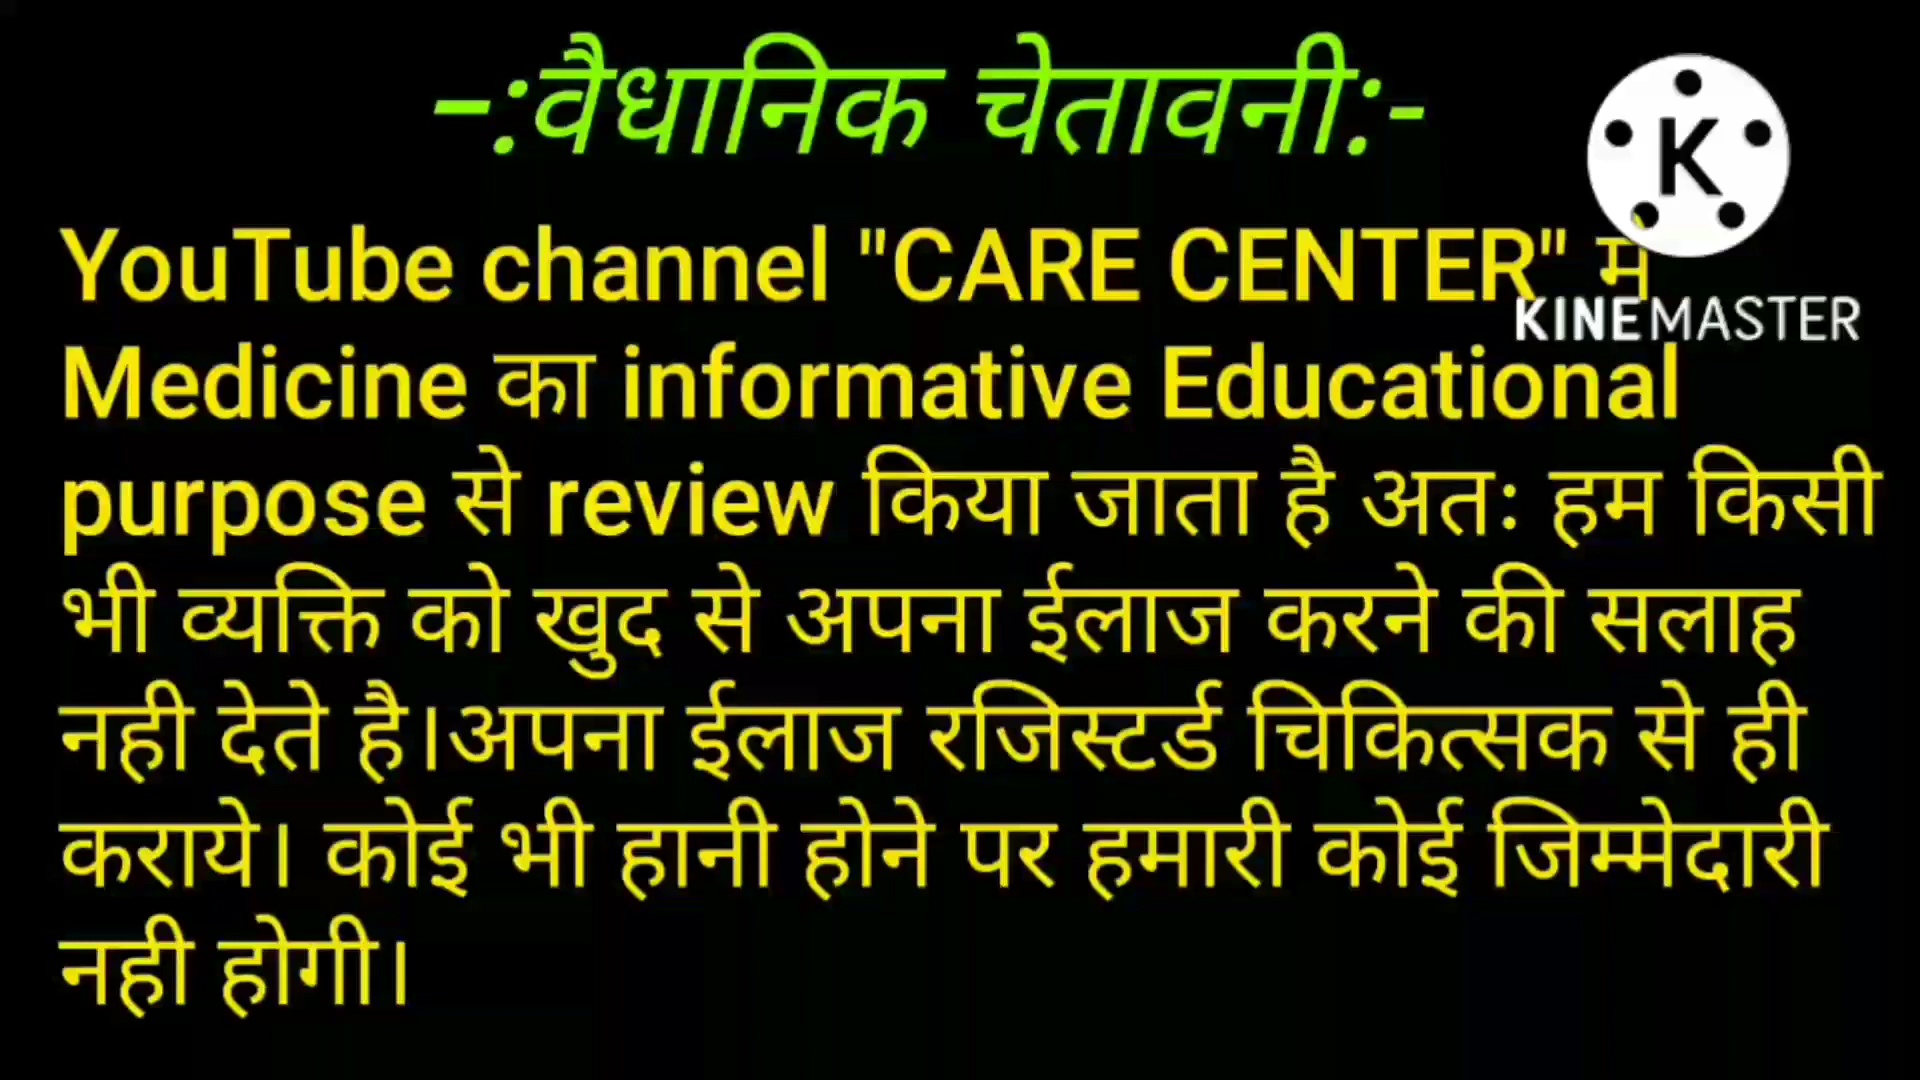 -:वैधानिक चेतावनी:-
YouTube channel "CARE CENTER" में
KINEMASTER
Medicine का informative Educational
purpose से review किया जाता है अतः हम किसी
भी व्यक्ति को खुद से अपना ईलाज करने की सलाह
नही देते है।अपना ईलाज रजिस्टर्ड चिकित्सक से ही
कराये। कोई भी हानी होने पर हमारी कोई जिम्मेदारी
नही होगी।